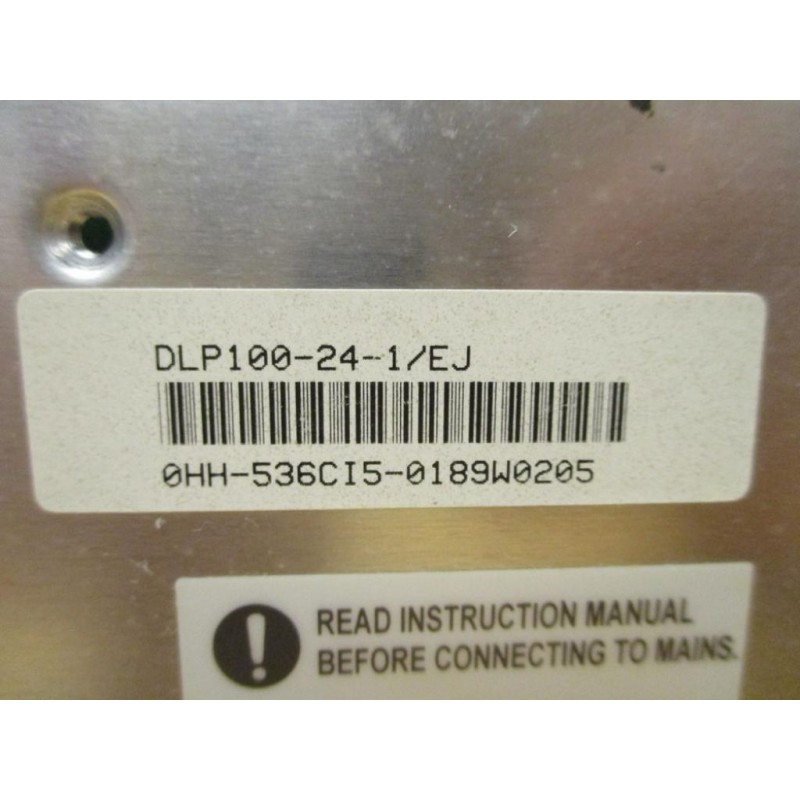 DLP100-24-1/EJ
0HH-536CI5-0189W0205
READ INSTRUCTION MANUAL
BEFORE CONNECTING TO MAINS.